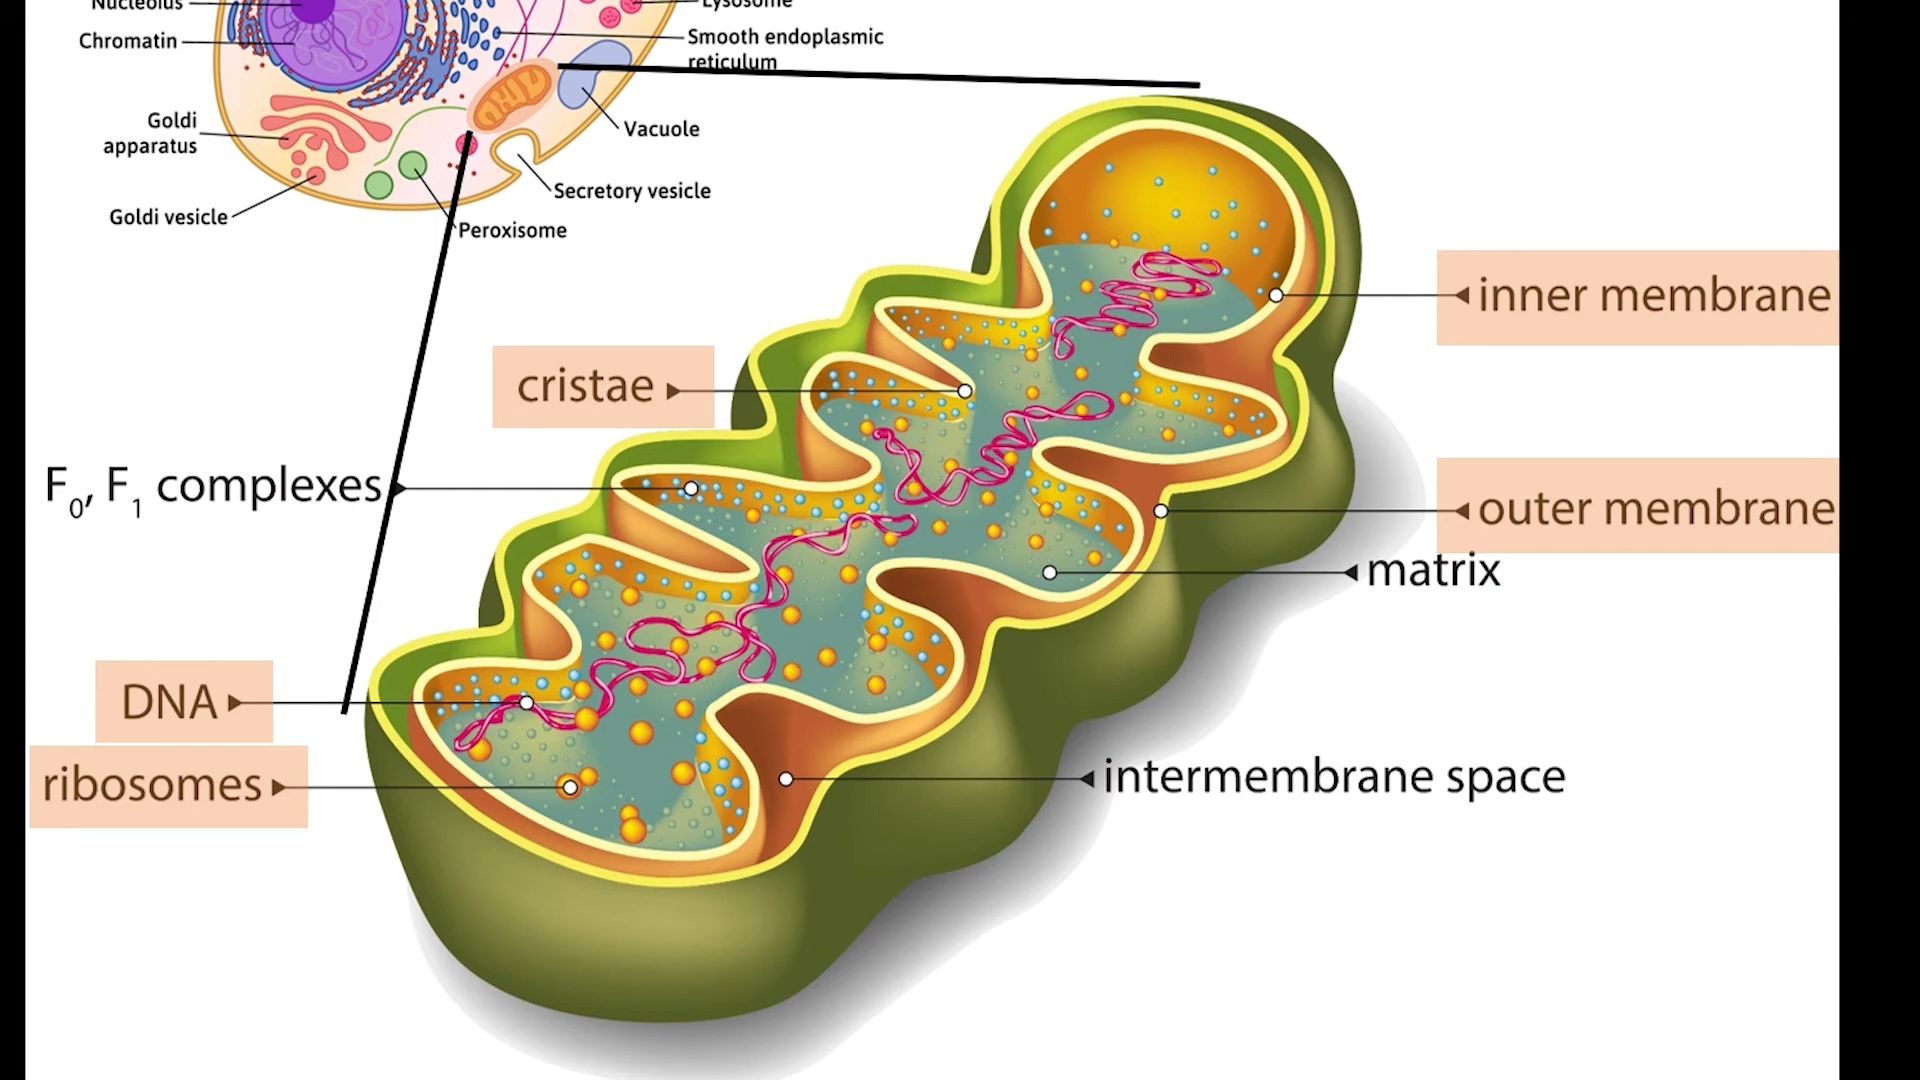 Nucleolus
Lysosome
Chromatin
Smooth endoplasmic
reticulum
Goldi
apparatus
Vacuole
Secretory vesicle
Goldi vesicle
Peroxisome
inner membrane
cristae
F0, F1 complexes
outer membrane
matrix
DNA
ribosomes
intermembrane space